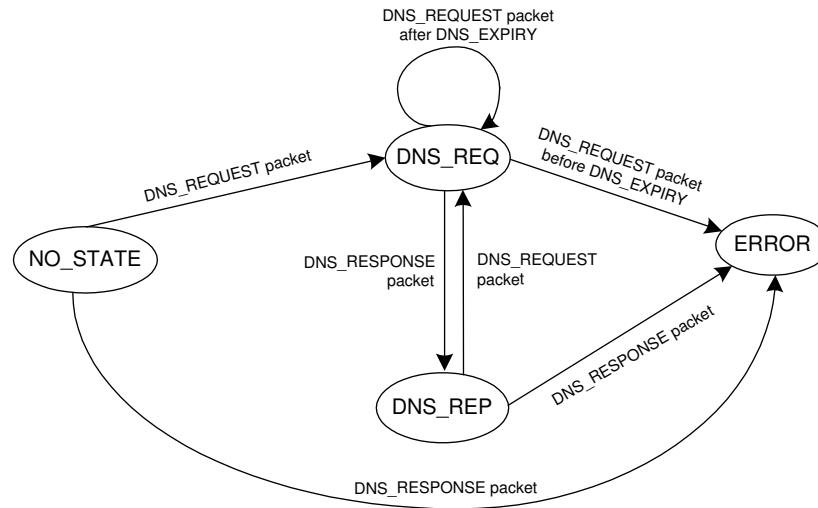 DNS_REQUEST packet
after DNS_EXPIRY
DNS_REQUEST packet
DNS_REQ
DNS_REQUEST packet
before DNS_EXPIRY
NO_STATE
ERROR
DNS_RESPONSE
packet
DNS_REQUEST
packet
DNS_REP
DNS_RESPONSE packet
DNS_RESPONSE packet